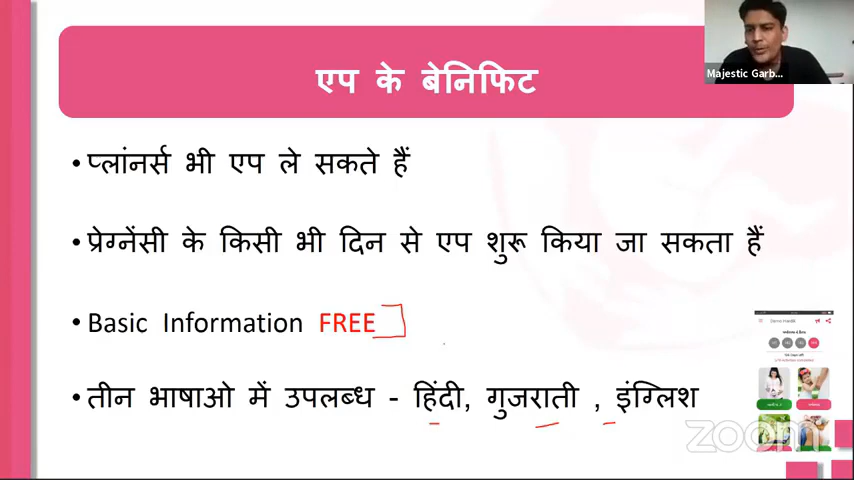 Majestic Garb...
एप के बेनिफिट
• प्लांनर्स भी एप ले सकते हैं
• प्रेग्नेंसी के किसी भी दिन से एप शुरू किया जा सकता हैं
• Basic Information FREE
• तीन भाषाओ में उपलब्ध - हिंदी, गुजराती , इंग्लिश
zoom